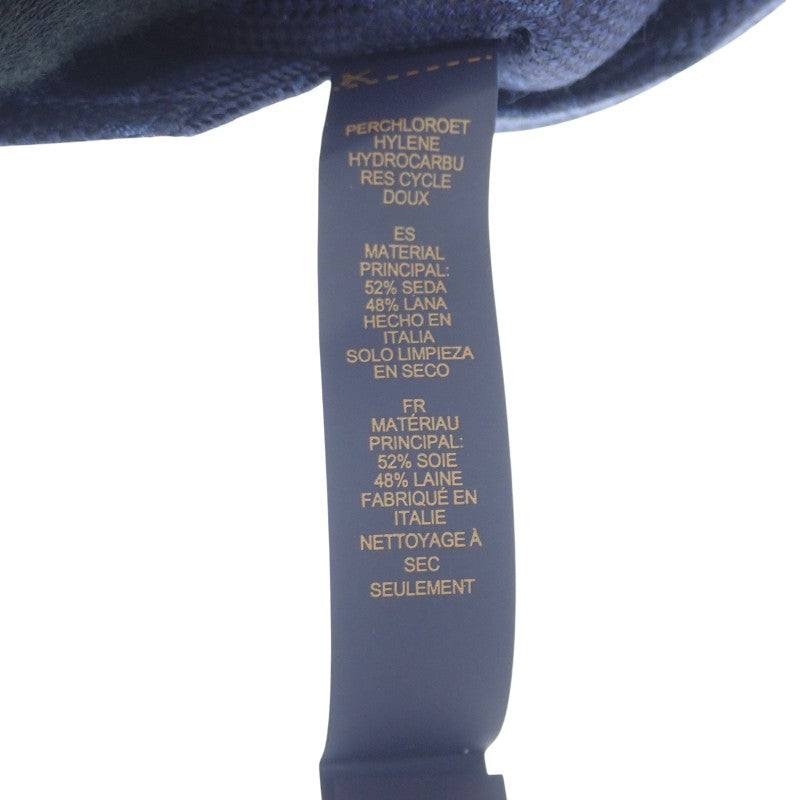 PERCHLOROET
HYLENE
HYDROCARBU
RES CYCLE
DOUX
ES
MATERIAL
PRINCIPAL:
52% SEDA
48% LANA
HECHO EN
ITALIA
SOLO LIMPIEZA
EN SECO
FR
MATÉRIAU
PRINCIPAL:
52% SOIE
48% LAINE
FABRIQUÉ EN
ITALIE
NETTOYAGE À
SEC
SEULEMENT